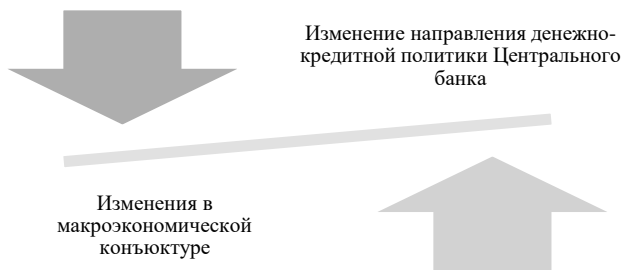 Изменение направления денежно-
кредитной политики Центрального
банка
Изменения в
макроэкономической
конъюктуре